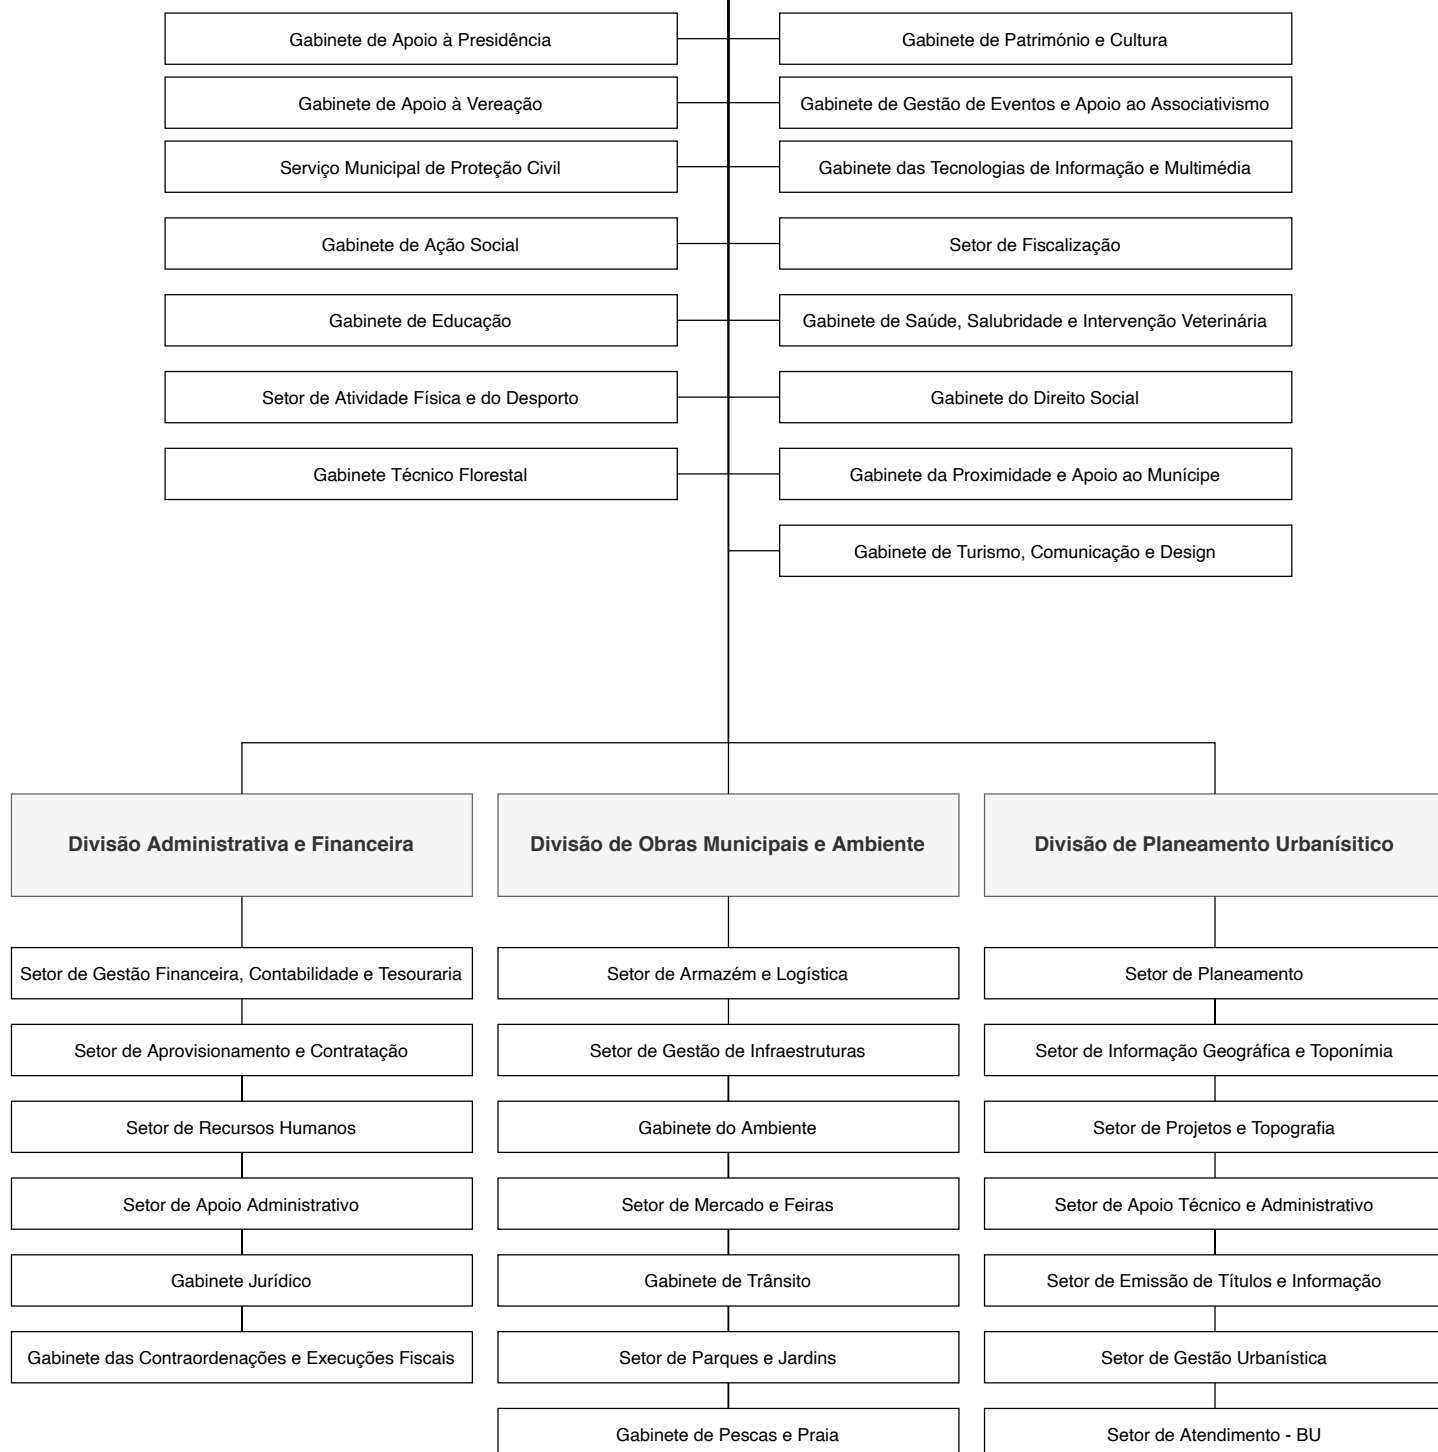 Gabinete de Apoio à Presidência
Gabinete de Património e Cultura
Gabinete de Apoio à Vereação
Gabinete de Gestão de Eventos e Apoio ao Associativismo
Serviço Municipal de Proteção Civil
Gabinete das Tecnologias de Informação e Multimédia
Gabinete de Ação Social
Setor de Fiscalização
Gabinete de Educação
Gabinete de Saúde, Salubridade e Intervenção Veterinária
Setor de Atividade Física e do Desporto
Gabinete do Direito Social
Gabinete Técnico Florestal
Gabinete da Proximidade e Apoio ao Munícipe
Gabinete de Turismo, Comunicação e Design
Divisão Administrativa e Financeira
Divisão de Obras Municipais e Ambiente
Divisão de Planeamento Urbanísitico
Setor de Gestão Financeira, Contabilidade e Tesouraria
Setor de Armazém e Logística
Setor de Planeamento
Setor de Aprovisionamento e Contratação
Setor de Gestão de Infraestruturas
Setor de Informação Geográfica e Toponímia
Setor de Recursos Humanos
Gabinete do Ambiente
Setor de Projetos e Topografia
Setor de Apoio Administrativo
Setor de Mercado e Feiras
Setor de Apoio Técnico e Administrativo
Gabinete Jurídico
Gabinete de Trânsito
Setor de Emissão de Títulos e Informação
Gabinete das Contraordenações e Execuções Fiscais
Setor de Parques e Jardins
Setor de Gestão Urbanística
Gabinete de Pescas e Praia
Setor de Atendimento - BU